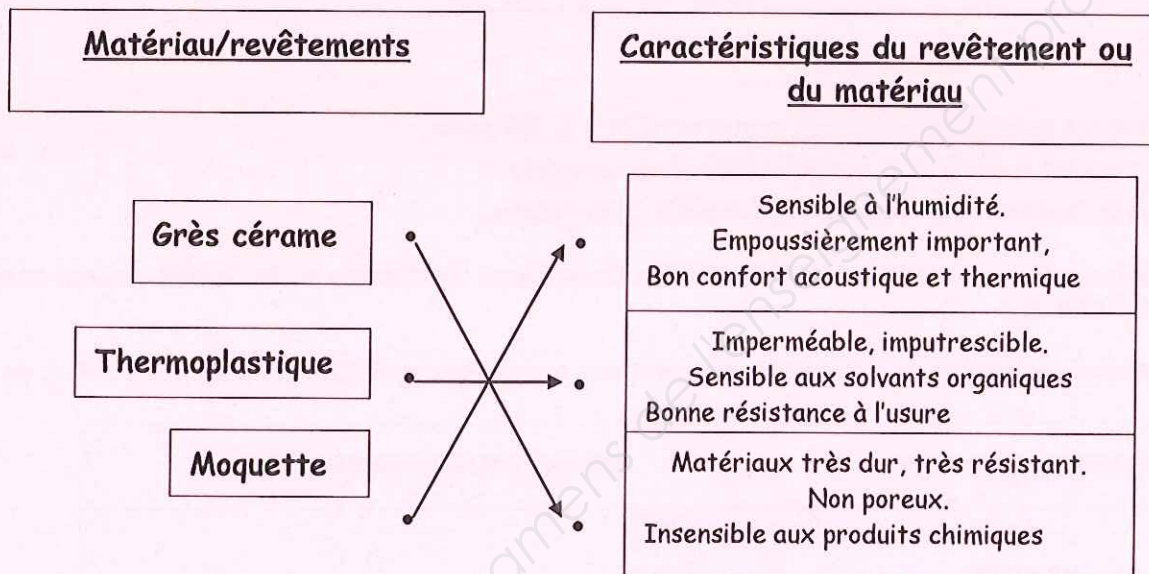 Matériau/revêtements
Caractéristiques du revêtement ou
du matériau
Grès cérame
Thermoplastique
Moquette
Sensible à l'humidité.
Empoussièrement important,
Bon confort acoustique et thermique
Imperméable, imputrescible.
Sensible aux solvants organiques
Bonne résistance à l'usure
Matériaux très dur, très résistant.
Non poreux.
Insensible aux produits chimiques